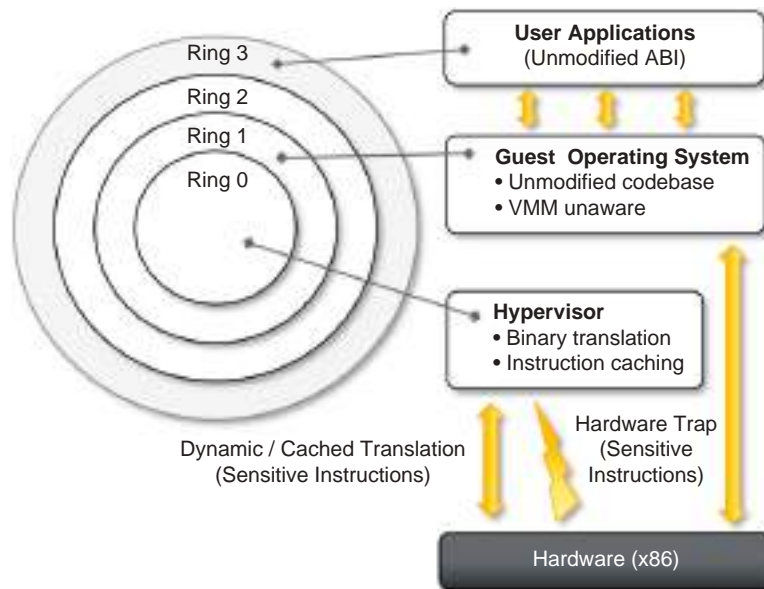 Ring 3
Ring 2
Ring 1
Ring 0
User Applications
(Unmodified ABI)
Guest Operating System
• Unmodified codebase
• VMM unaware
Hypervisor
• Binary translation
• Instruction caching
Dynamic / Cached Translation
(Sensitive Instructions)
Hardware Trap
(Sensitive
Instructions)
Hardware (x86)